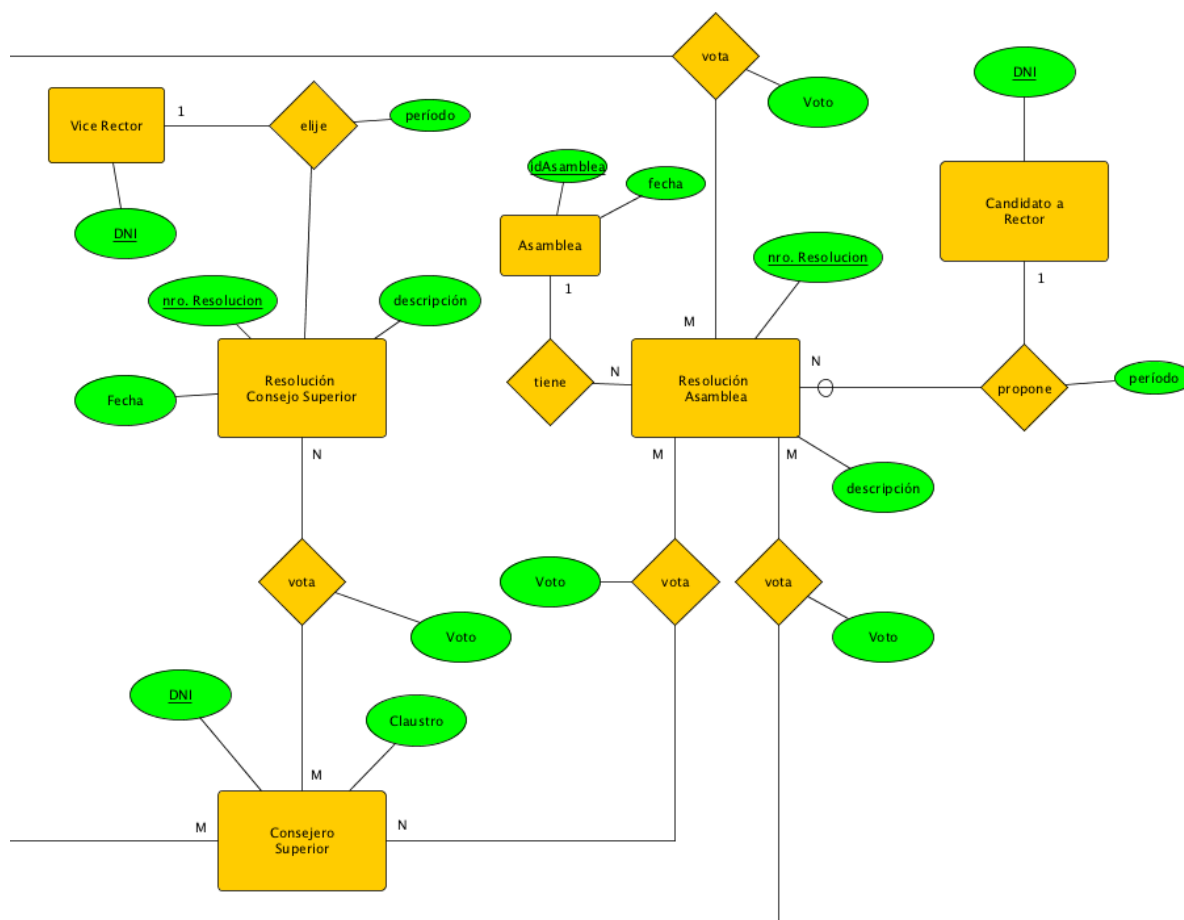 vota
Voto
DNI
Vice Rector
1
elije
período
DNI
idAsamblea
fecha
Asamblea
1
Candidato a
Rector
1
nro. Resolucion
descripción
nro. Resolucion
M
Fecha
Resolución
Consejo Superior
tiene
N
Resolución
Asamblea
N
propone
período
N
M
M
descripción
vota
Voto
Voto
vota
vota
Voto
DNI
Claustro
M
M
Consejero
Superior
N